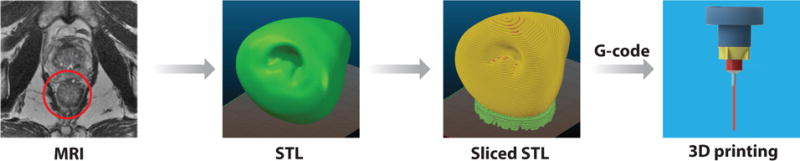 G-code
MRI
STL
Sliced STL
3D printing